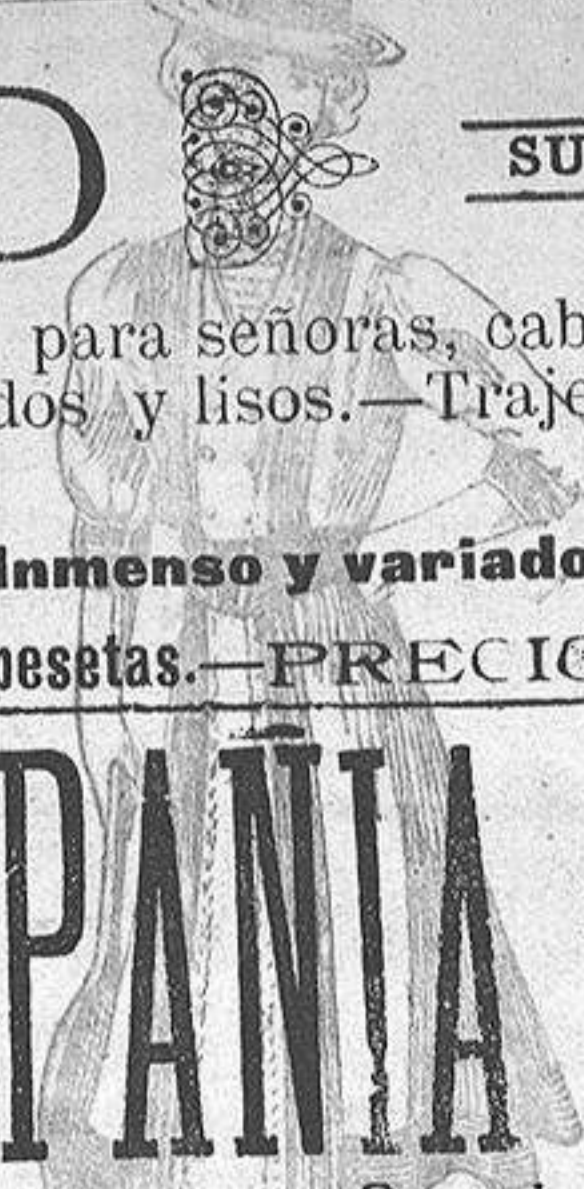 O
SU
para señoras, cab
dos y lisos.—Traje
Inmenso y variado
pesetas.—PRECIO
PAÑIA